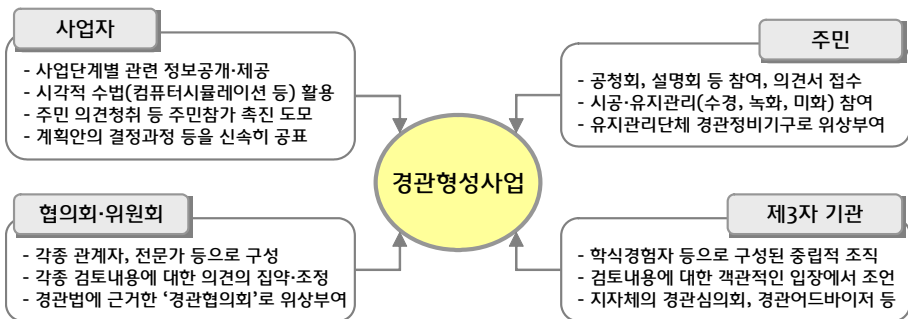 사업자
- 사업단계별 관련 정보공개·제공
- 시각적 수법(컴퓨터시뮬레이션 등) 활용
- 주민 의견청취 등 주민참가 촉진 도모
- 계획안의 결정과정 등을 신속히 공표
주민
- 공청회, 설명회 등 참여, 의견서 접수
- 시공·유지관리(수경, 녹화, 미화) 참여
- 유지관리단체 경관정비기구로 위상부여
경관형성사업
협의회·위원회
- 각종 관계자, 전문가 등으로 구성
- 각종 검토내용에 대한 의견의 집약·조정
- 경관법에 근거한 ‘경관협의회’로 위상부여
제3자 기관
- 학식경험자 등으로 구성된 중립적 조직
- 검토내용에 대한 객관적인 입장에서 조언
- 지자체의 경관심의회, 경관어드바이저 등